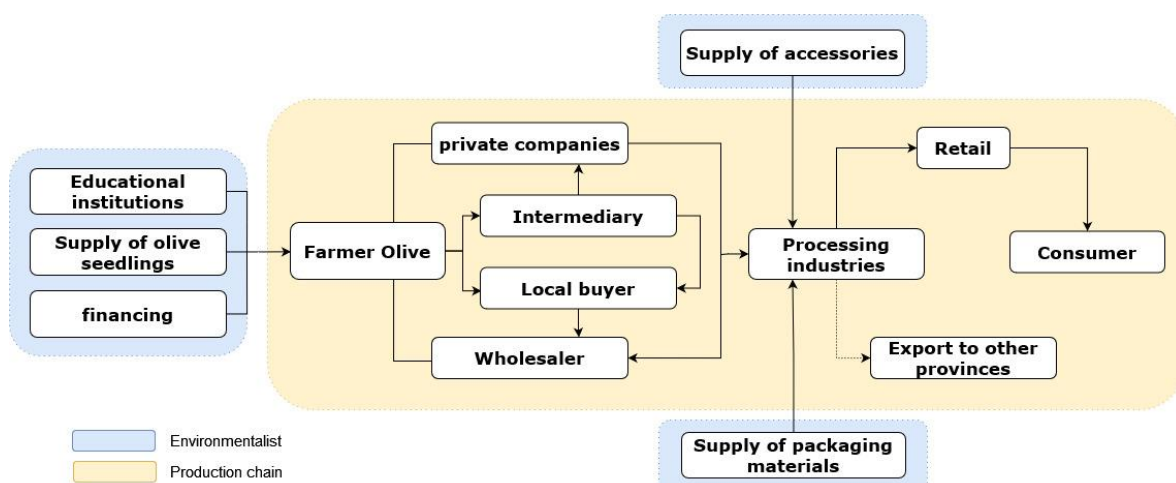 Supply of accessories
private companies
Retail
Educational
institutions
Intermediary
Supply of olive
seedlings
Farmer Olive
Processing
industries
Consumer
Local buyer
financing
Wholesaler
Export to other
provinces
Environmentalist
Supply of packaging
materials
Production chain